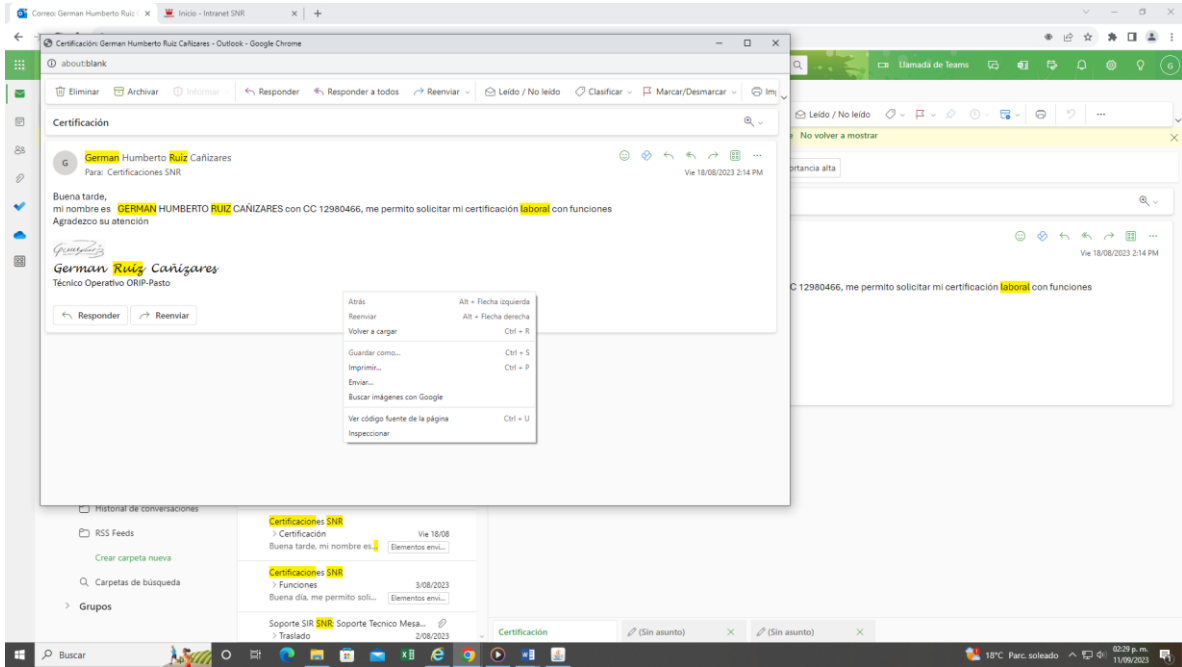 Correo: German Humberto Ruiz
Inicio - Intranet SNR
Certificación: German Humberto Ruiz Cañizares - Outlook - Google Chrome
about:blank
Llamada de Teams
G
Eliminar Archivar Informar Responder Responder a todos Reenviar Leído / No leído Clasificar Marcar/Desmarcar
Leído / No leído
Certificación
No volver a mostrar
G
German Humberto Ruiz Cañizares
Para: Certificaciones SNR
Vie 18/08/2023 2:14 PM
portancia alta
Buena tarde,
mi nombre es GERMAN HUMBERTO RUIZ CAÑIZARES con CC 12980466, me permito solicitar mi certificación laboral con funciones
Agradezco su atención
German Ruiz Cañizares
Técnico Operativo ORIP-Pasto
Responder Reenviar
Vie 18/08/2023 2:14 PM
C 12980466, me permito solicitar mi certificación laboral con funciones
Atrás Alt + Flecha izquierda
Reenviar Alt + Flecha derecha
Volver a cargar Ctrl + R
Guardar como... Ctrl + S
Imprimir... Ctrl + P
Enviar...
Buscar imágenes con Google
Ver código fuente de la página Ctrl + U
Inspeccionar
Historial de conversaciones
RSS Feeds
Crear carpeta nueva
Carpetas de búsqueda
Grupos
Certificaciones SNR
Certificación Vie 18/08
Buena tarde, mi nombre es... Elementos envi...
Certificaciones SNR
Funciones 3/08/2023
Buena día, me permito soli... Elementos envi...
Soporte SIR SNR: Soporte Tecnico Mesa...
Traslado 2/08/2023
Certificación
(Sin asunto)
(Sin asunto)
Buscar
18°C Parc. soleado
02:29 p. m.
11/09/2023